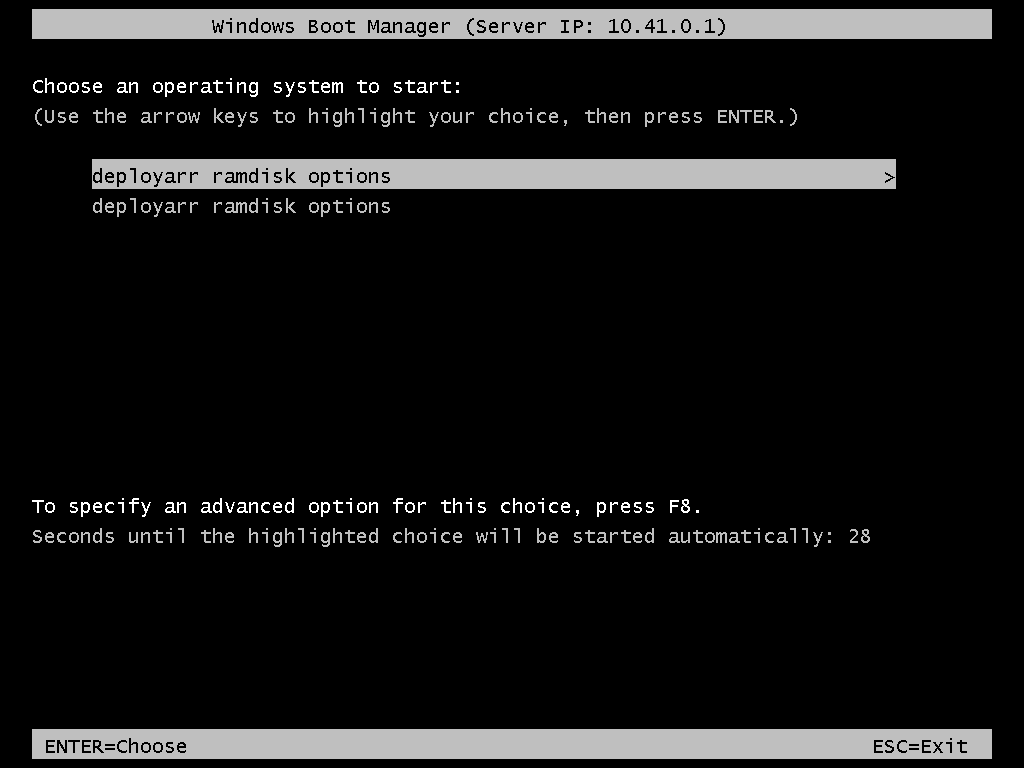 Windows Boot Manager (Server IP: 10.41.0.1)
Choose an operating system to start:
(Use the arrow keys to highlight your choice, then press ENTER.)
deployarr ramdisk options >
deployarr ramdisk options
To specify an advanced option for this choice, press F8.
Seconds until the highlighted choice will be started automatically: 28
ENTER=Choose ESC=Exit